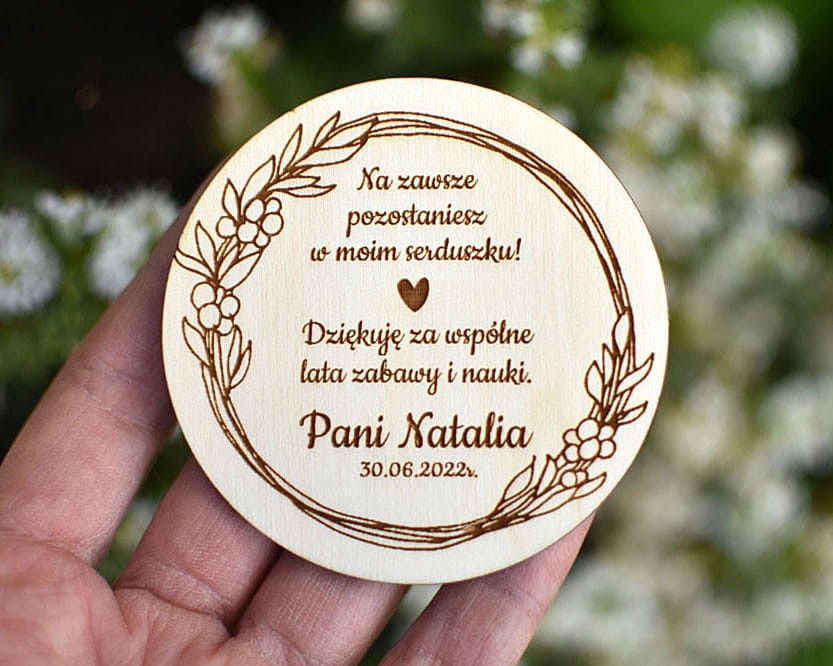 Na zawsze
pozostaniesz
w moim serduszku!
Dziękuję za wspólne
lata zabawy i nauki.
Pani Natalia
30.06.2022r.